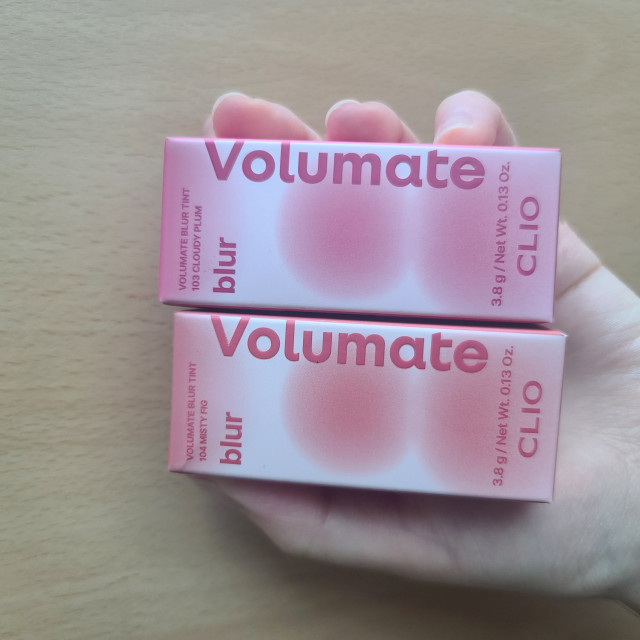 Volumate
VOLUMATE BLUR TINT
103 CLOUDY PLUM
blur
3.8 g / Net Wt. 0.13 Oz.
CLIO
Volumate
VOLUMATE BLUR TINT
104 MISTY FIG
blur
3.8 g / Net Wt. 0.13 Oz.
CLIO